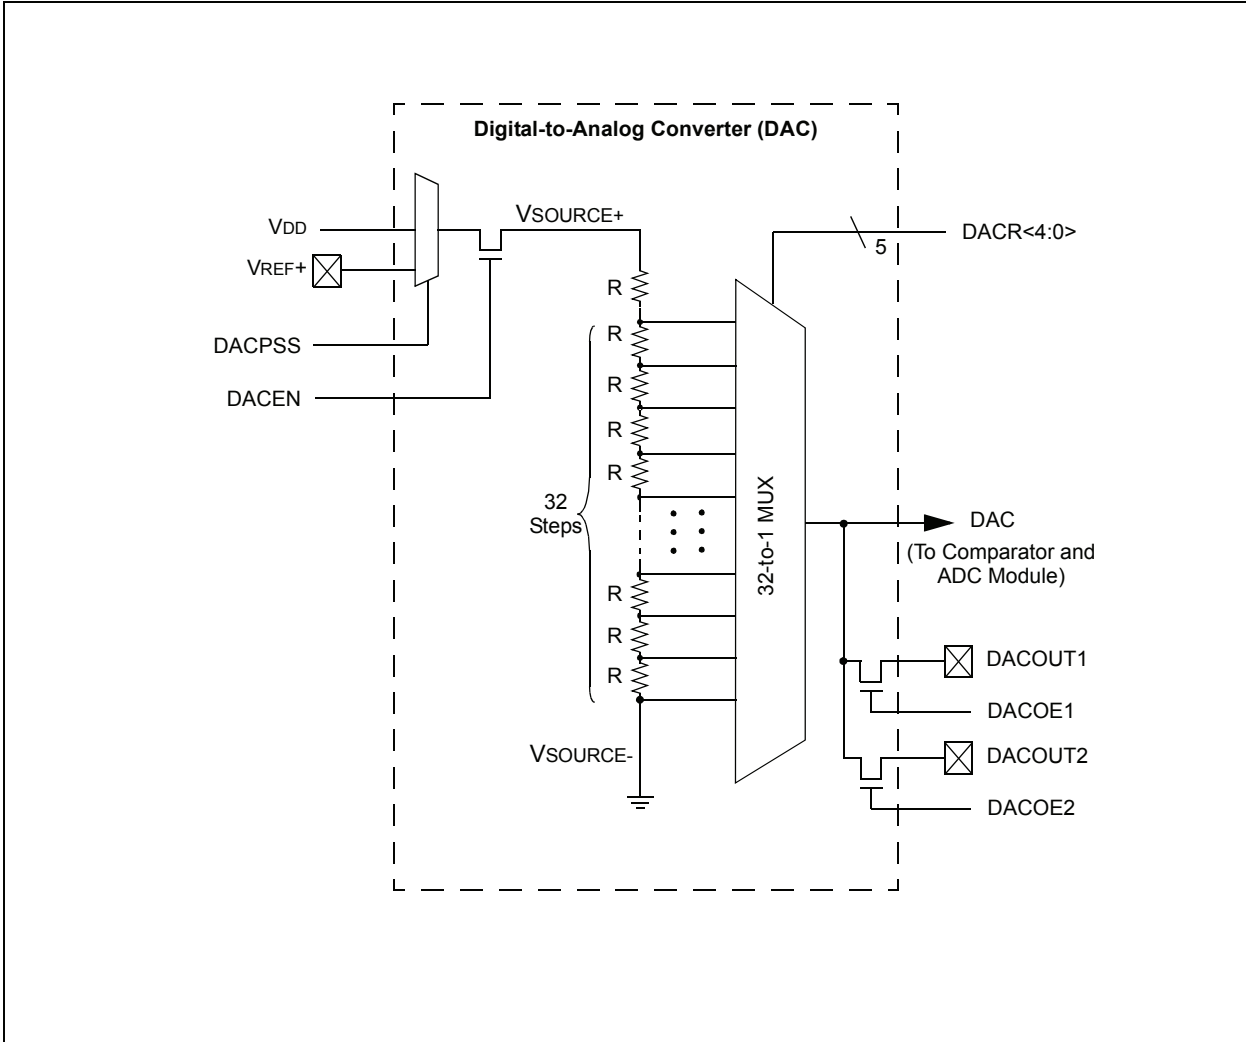 Digital-to-Analog Converter (DAC)
VDD
VSOURCE+
DACR<4:0>
5
VREF+
R
R
DACPSS
R
DACEN
R
R
32
Steps
32-to-1 MUX
DAC
(To Comparator and
ADC Module)
R
R
R
DACOUT1
DACOE1
VSOURCE-
DACOUT2
DACOE2